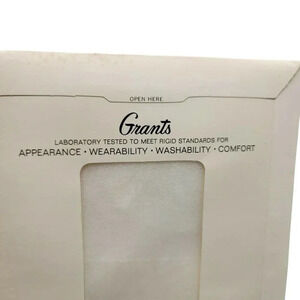 OPEN HERE
Grants
LABORATORY TESTED TO MEET RIGID STANDARDS FOR
APPEARANCE • WEARABILITY • WASHABILITY • COMFORT